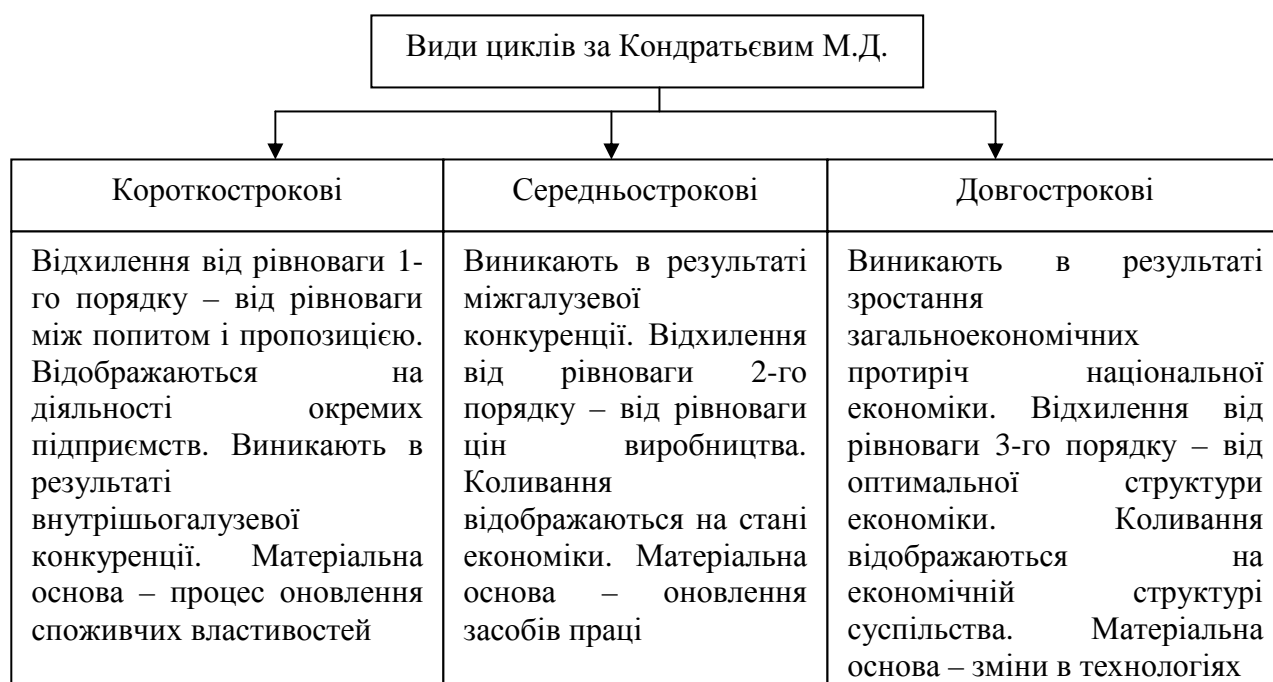 Види циклів за Кондратьєвим М.Д.
Короткострокові
Середньострокові
Довгострокові
Відхилення від рівноваги 1-
го порядку – від рівноваги
між попитом і пропозицією.
Відображаються на
діяльності окремих
підприємств. Виникають в
результаті
внутрішьогалузевої
конкуренції. Матеріальна
основа – процес оновлення
споживчих властивостей
Виникають в результаті
міжгалузевої
конкуренції. Відхилення
від рівноваги 2-го
порядку – від рівноваги
цін виробництва.
Коливання
відображаються на стані
економіки. Матеріальна
основа – оновлення
засобів праці
Виникають в результаті
зростання
загальноекономічних
протиріч національної
економіки. Відхилення від
рівноваги 3-го порядку – від
оптимальної структури
економіки. Коливання
відображаються на
економічній структурі
суспільства. Матеріальна
основа – зміни в технологіях